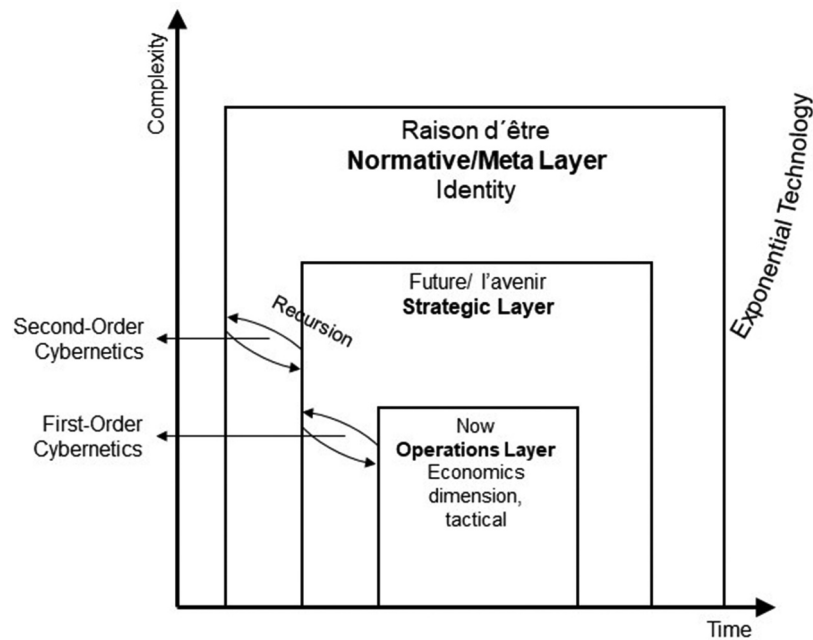 Complexity
Raison d´être
Normative/Meta Layer
Identity
Exponential Technology
Future/ l’avenir
Strategic Layer
Recursion
Second-Order
Cybernetics
First-Order
Cybernetics
Now
Operations Layer
Economics
dimension,
tactical
Time